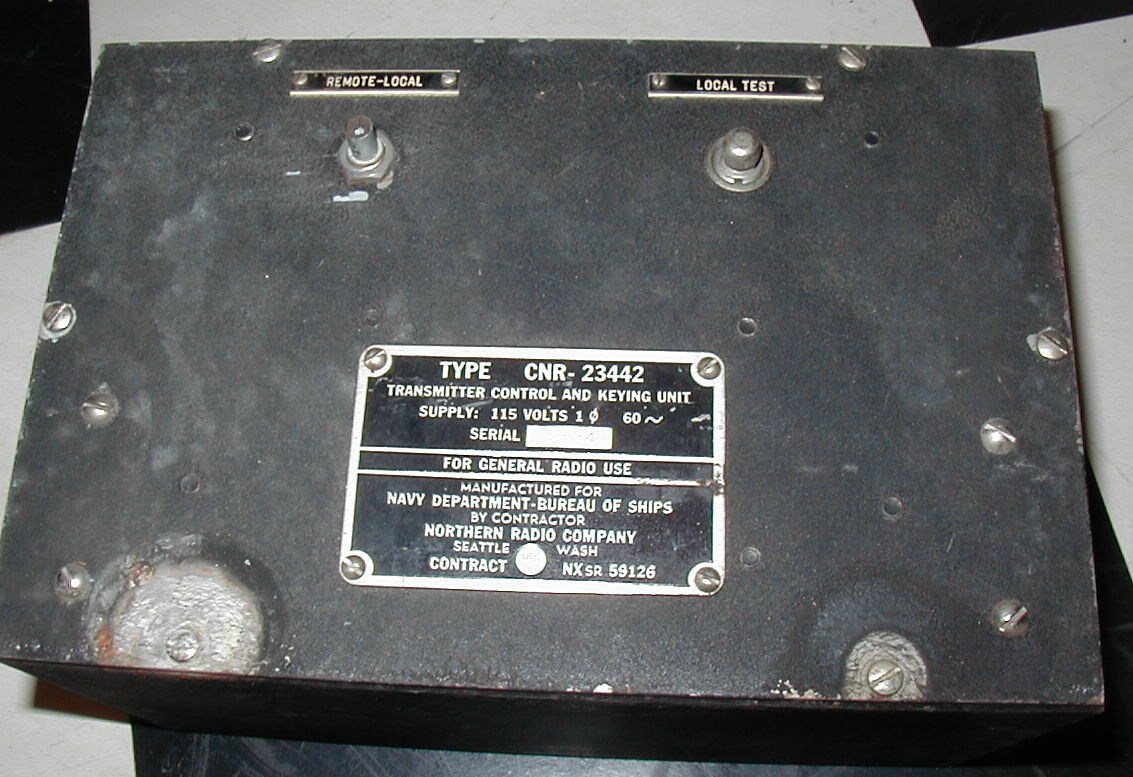 REMOTE-LOCAL
LOCAL TEST
TYPE CNR-23442
TRANSMITTER CONTROL AND KEYING UNIT
SUPPLY: 115 VOLTS 1 φ 60 ~
SERIAL
FOR GENERAL RADIO USE
MANUFACTURED FOR
NAVY DEPARTMENT-BUREAU OF SHIPS
BY CONTRACTOR
NORTHERN RADIO COMPANY
SEATTLE WASH
CONTRACT NXSR 59126